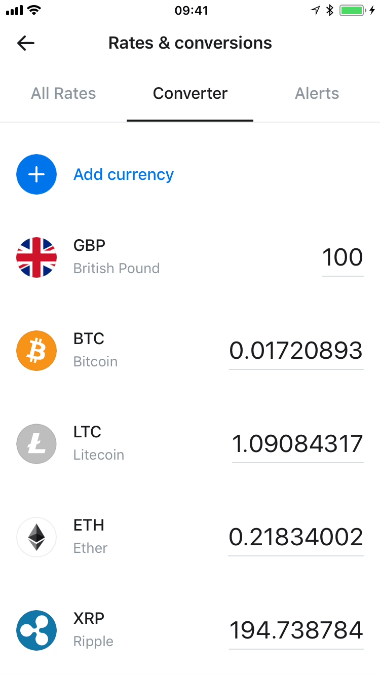 09:41
Rates & conversions
All Rates Converter Alerts
Add currency
GBP
British Pound
100
BTC
Bitcoin
0.01720893
LTC
Litecoin
1.09084317
ETH
Ether
0.21834002
XRP
Ripple
194.738784